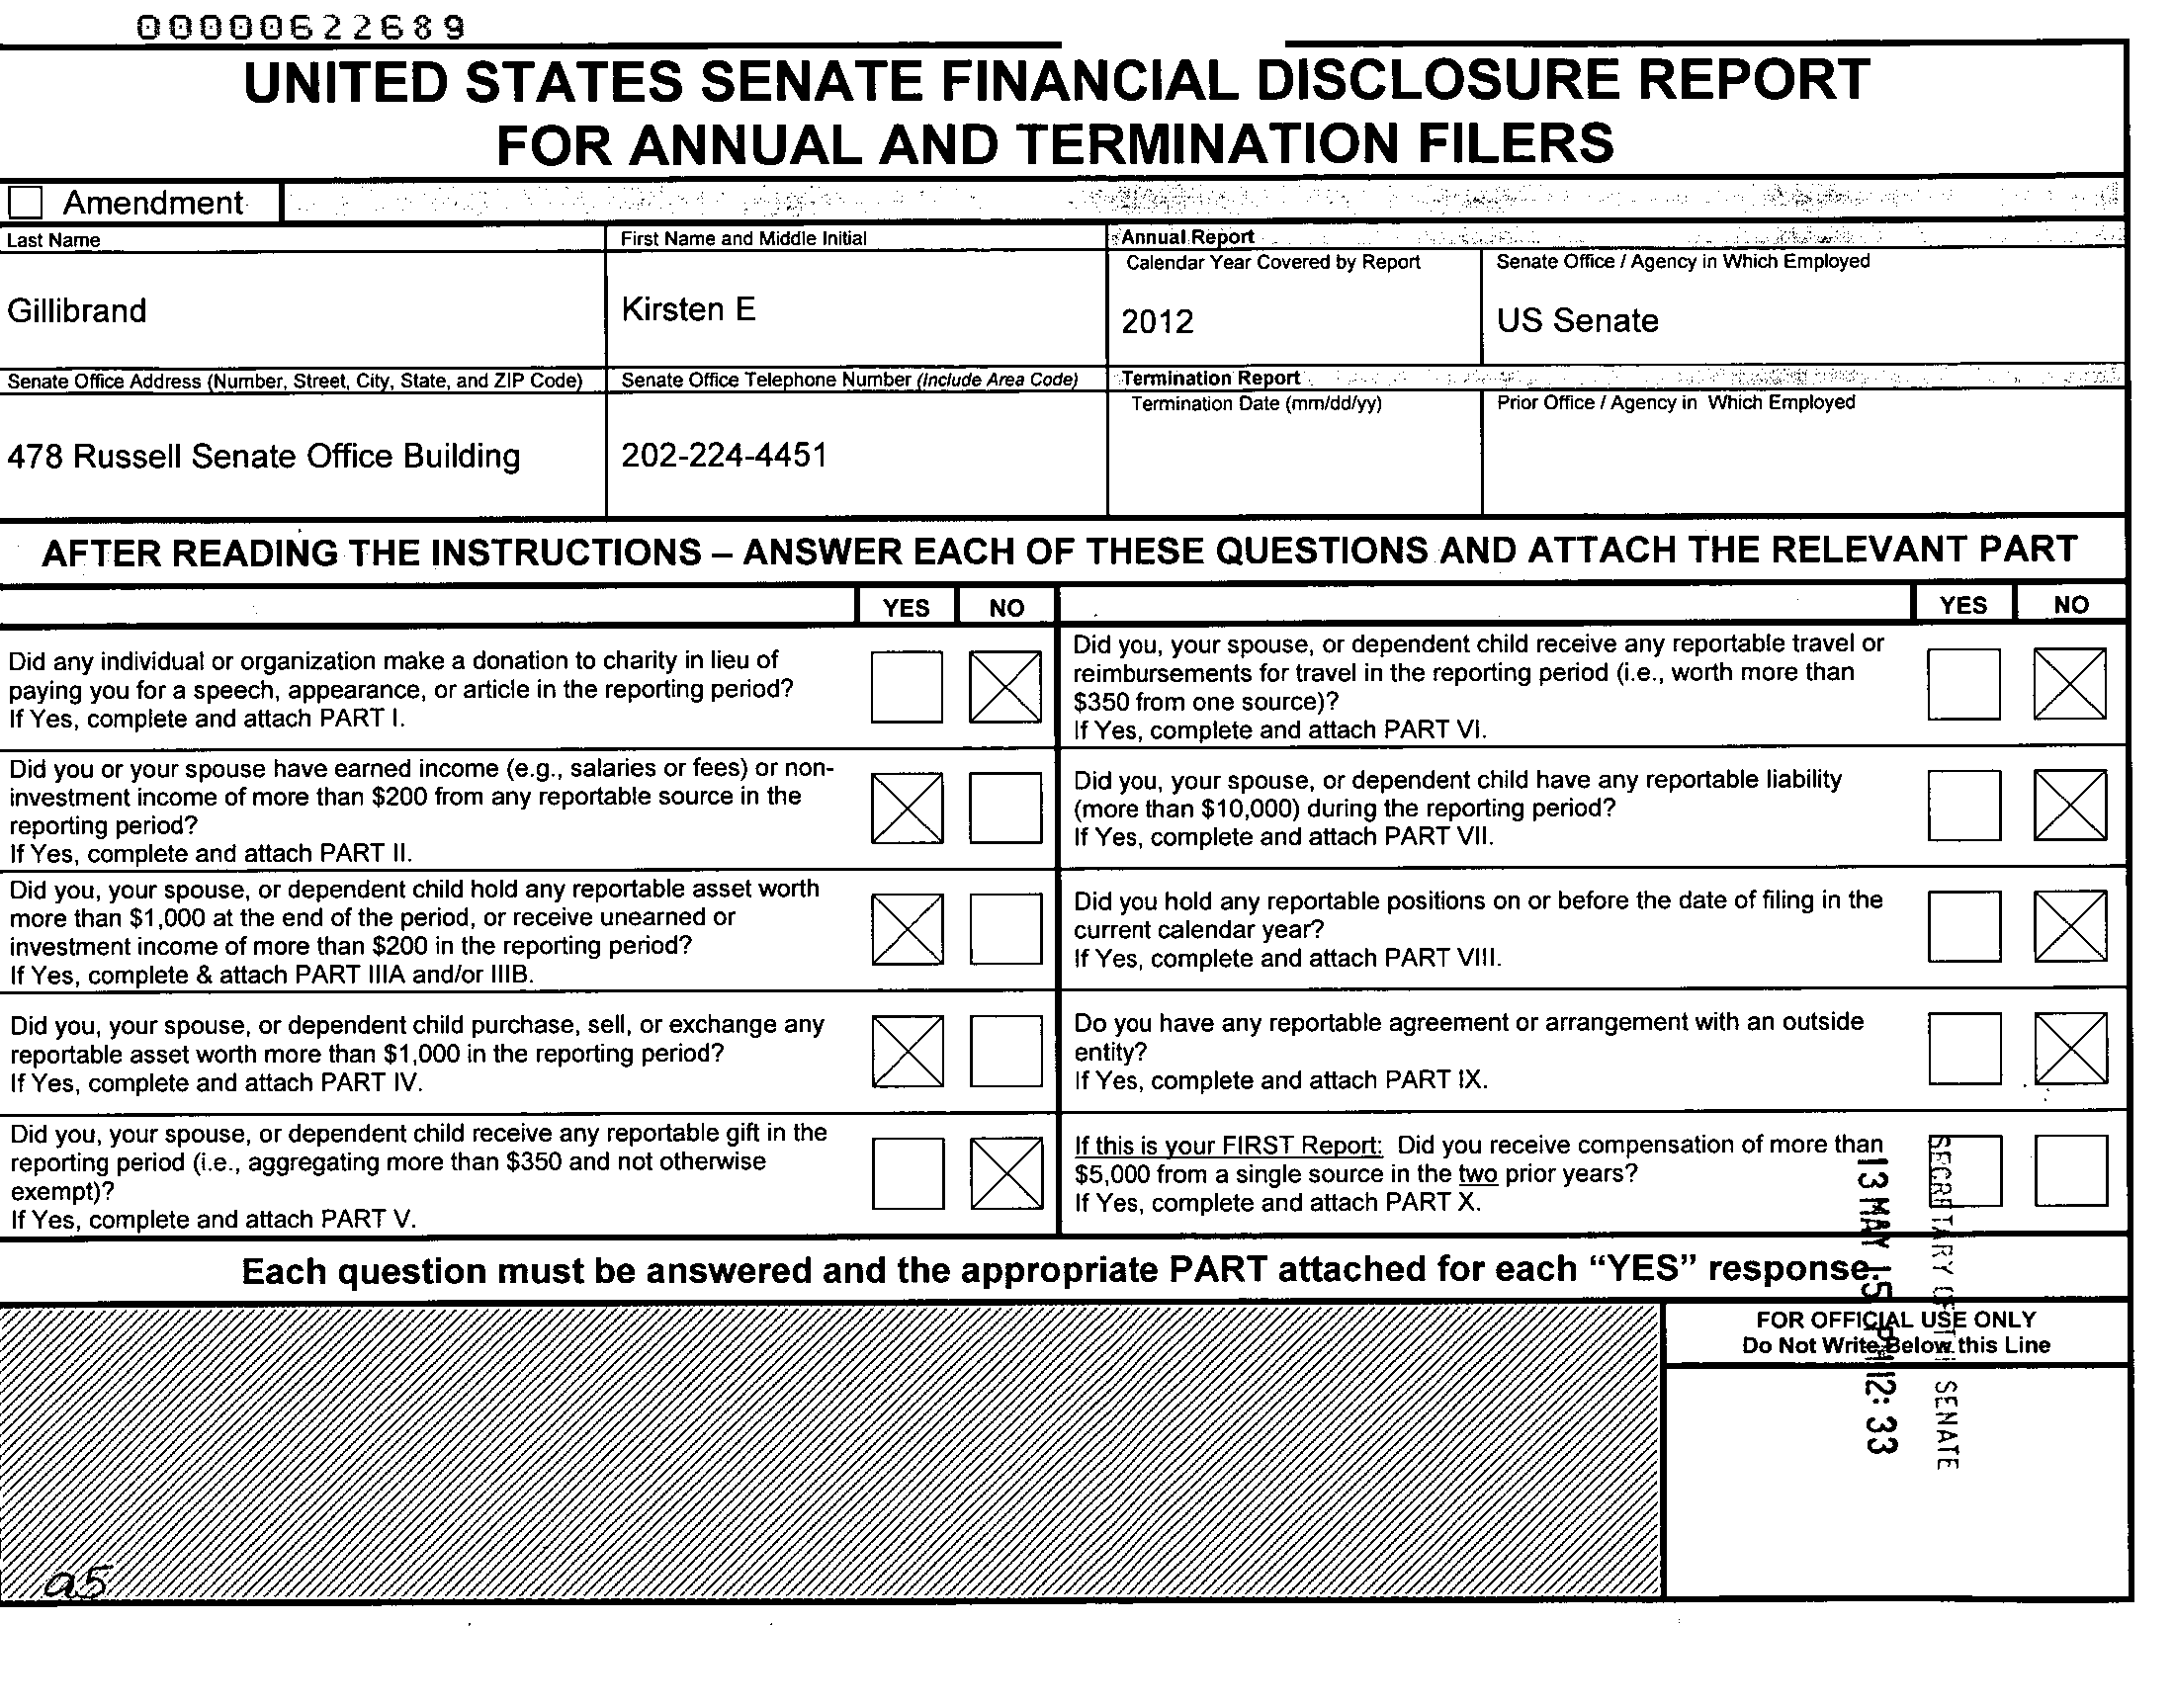 00000622689
UNITED STATES SENATE FINANCIAL DISCLOSURE REPORT
FOR ANNUAL AND TERMINATION FILERS
Amendment
Last Name
First Name and Middle Initial
Annual Report
Calendar Year Covered by Report
Senate Office / Agency in Which Employed
Gillibrand
Kirsten E
2012
US Senate
Senate Office Address (Number, Street, City, State, and ZIP Code)
Senate Office Telephone Number (Include Area Code)
Termination Report
Termination Date (mm/dd/yy)
Prior Office / Agency in Which Employed
478 Russell Senate Office Building
202-224-4451
AFTER READING THE INSTRUCTIONS – ANSWER EACH OF THESE QUESTIONS AND ATTACH THE RELEVANT PART
YES NO
YES NO
Did any individual or organization make a donation to charity in lieu of
paying you for a speech, appearance, or article in the reporting period?
If Yes, complete and attach PART I.
Did you, your spouse, or dependent child receive any reportable travel or
reimbursements for travel in the reporting period (i.e., worth more than
$350 from one source)?
If Yes, complete and attach PART VI.
Did you or your spouse have earned income (e.g., salaries or fees) or non-
investment income of more than $200 from any reportable source in the
reporting period?
If Yes, complete and attach PART II.
Did you, your spouse, or dependent child have any reportable liability
(more than $10,000) during the reporting period?
If Yes, complete and attach PART VII.
Did you, your spouse, or dependent child hold any reportable asset worth
more than $1,000 at the end of the period, or receive unearned or
investment income of more than $200 in the reporting period?
If Yes, complete & attach PART IIIA and/or IIIB.
Did you hold any reportable positions on or before the date of filing in the
current calendar year?
If Yes, complete and attach PART VIII.
Did you, your spouse, or dependent child purchase, sell, or exchange any
reportable asset worth more than $1,000 in the reporting period?
If Yes, complete and attach PART IV.
Do you have any reportable agreement or arrangement with an outside
entity?
If Yes, complete and attach PART IX.
Did you, your spouse, or dependent child receive any reportable gift in the
reporting period (i.e., aggregating more than $350 and not otherwise
exempt)?
If Yes, complete and attach PART V.
If this is your FIRST Report: Did you receive compensation of more than
$5,000 from a single source in the two prior years?
If Yes, complete and attach PART X.
Each question must be answered and the appropriate PART attached for each “YES” response.
FOR OFFICIAL USE ONLY
Do Not Write Below this Line
SECRETARY OF SENATE
13 MAY 15 PM 12: 33
a5